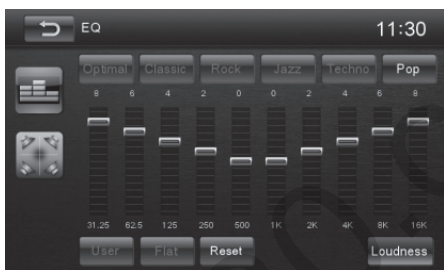 EQ 11:30
Optimal Classic Rock Jazz Techno Pop
8 6 4 2 0 0 2 4 6 8
31.25 62.5 125 250 500 1K 2K 4K 8K 16K
User Flat Reset Loudness